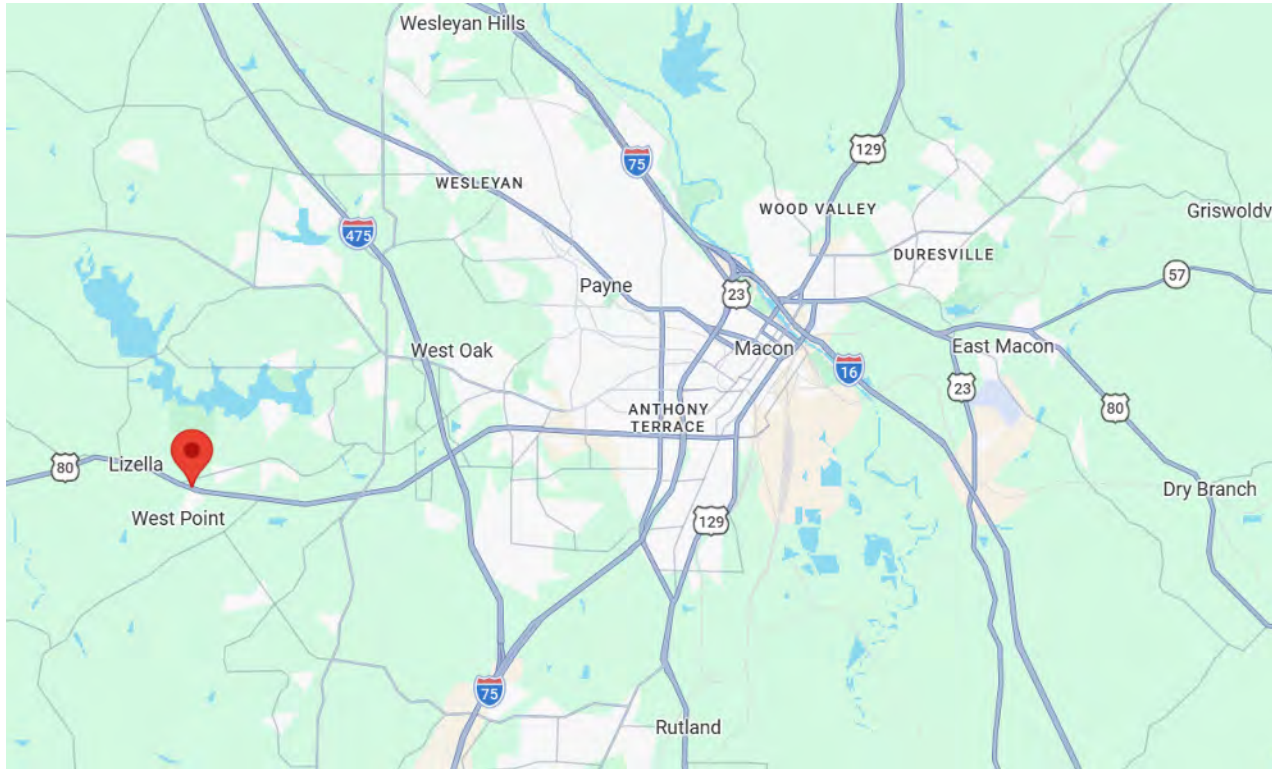 Wesleyan Hills
129
75
WESLEYAN
WOOD VALLEY
Griswoldv
475
DURESVILLE
57
Payne
23
West Oak
Macon
East Macon
16
23
ANTHONY
TERRACE
80
80
Lizella
Dry Branch
West Point
129
75
Rutland